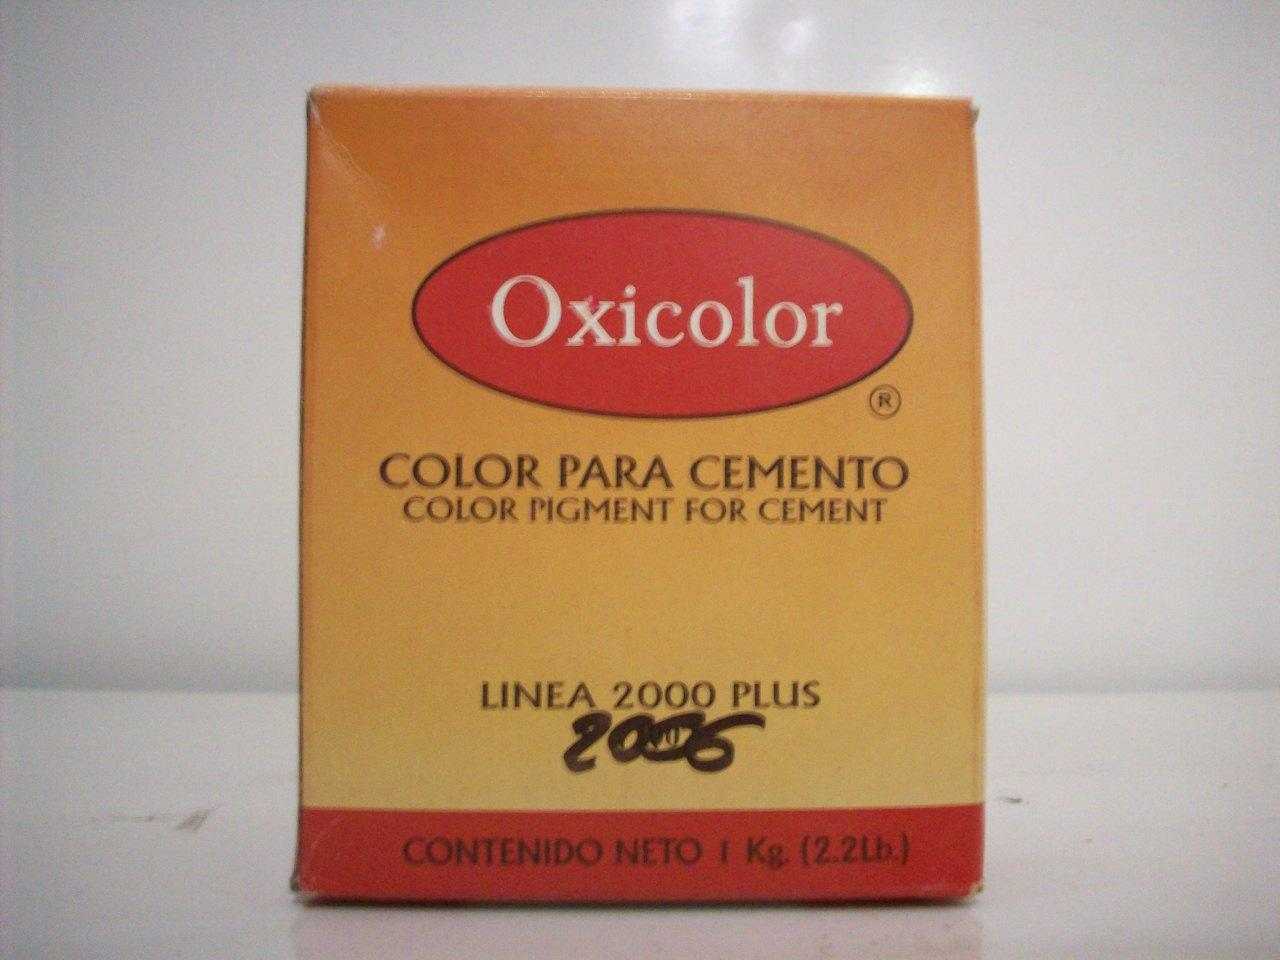 Oxicolor
®
COLOR PARA CEMENTO
COLOR PIGMENT FOR CEMENT
LINEA 2000 PLUS
2006
CONTENIDO NETO 1 Kg. (2.2Lb.)